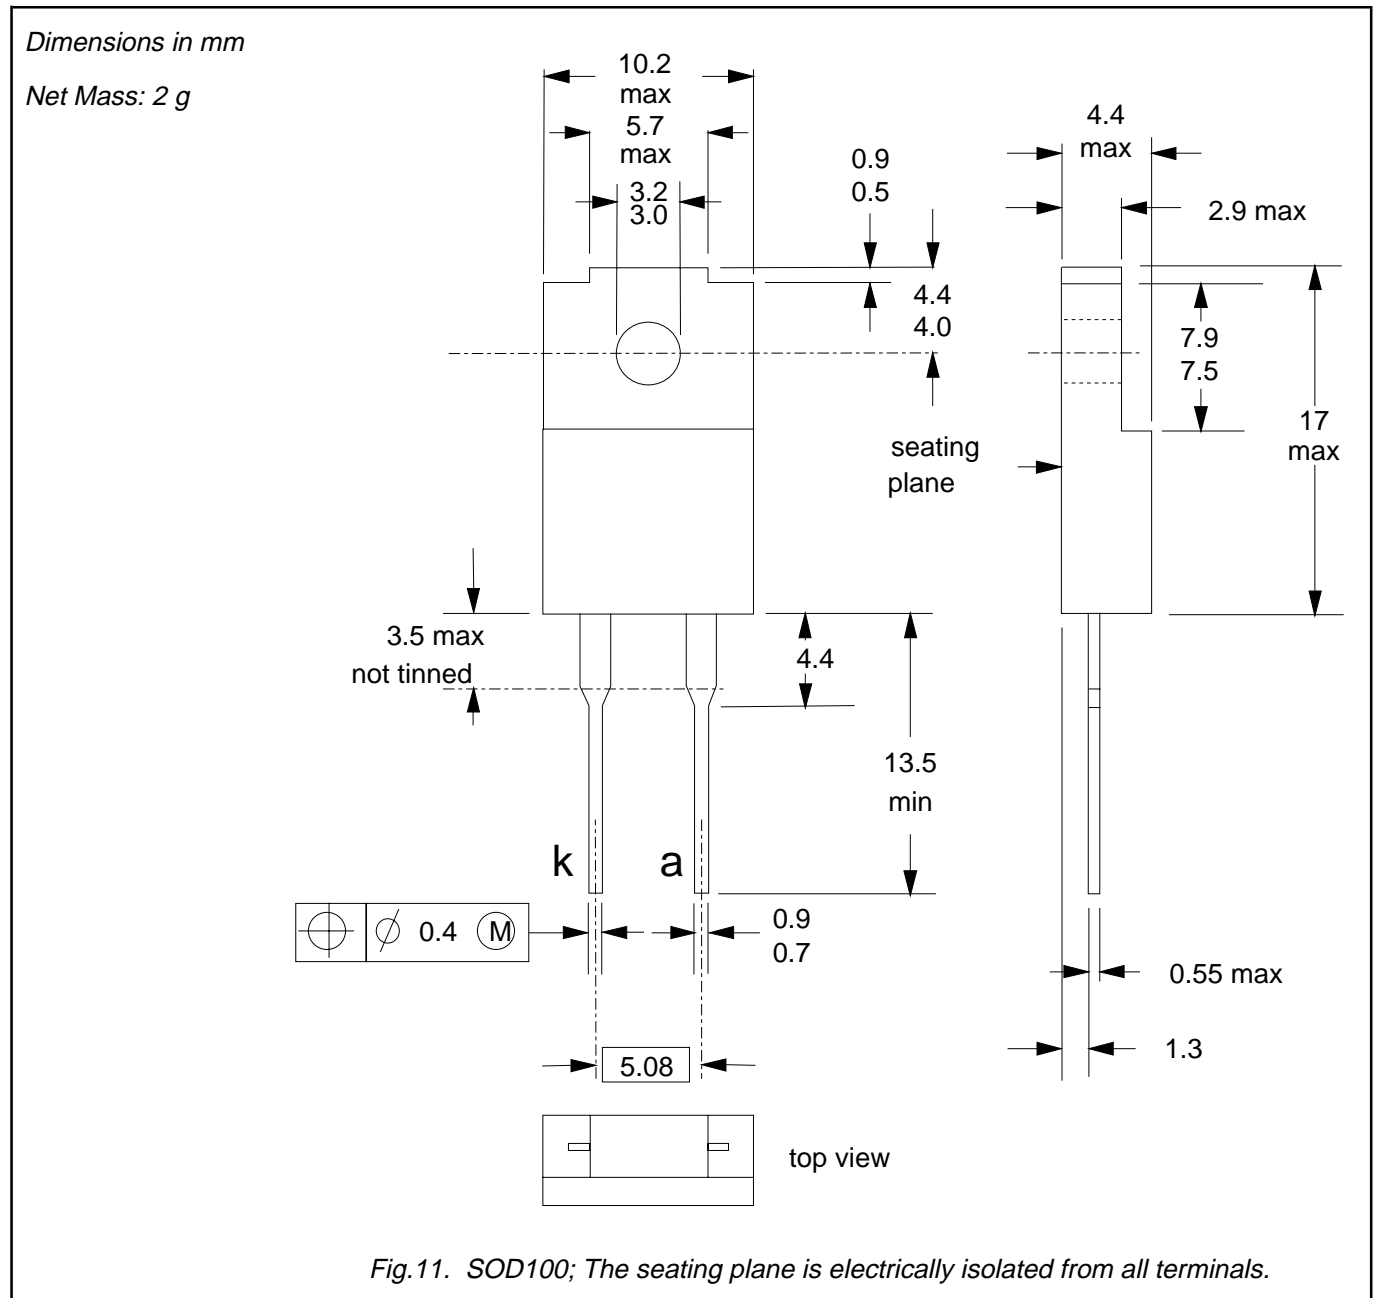 Dimensions in mm
Net Mass: 2 g
10.2
max
5.7
max
3.2
3.0
0.9
0.5
4.4
4.0
4.4
max
2.9 max
7.9
7.5
17
max
seating
plane
3.5 max
not tinned
4.4
13.5
min
k
a
0.4
M
0.9
0.7
0.55 max
1.3
5.08
top view
Fig.11. SOD100; The seating plane is electrically isolated from all terminals.